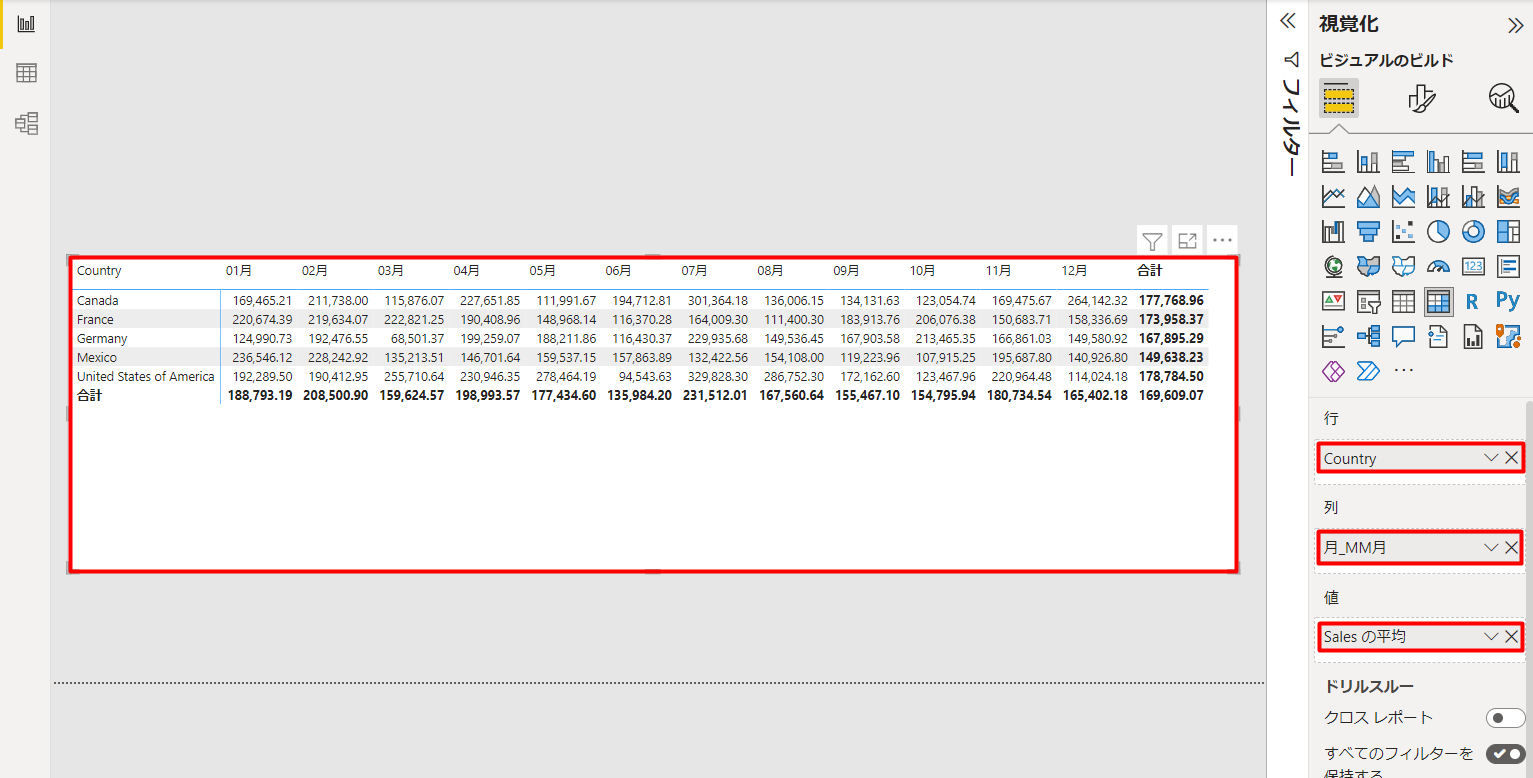 視覚化
ビジュアルのビルド
フィルター
Country 01月 02月 03月 04月 05月 06月 07月 08月 09月 10月 11月 12月 合計
Canada 169,465.21 211,738.00 115,876.07 227,651.85 111,991.67 194,712.81 301,364.18 136,006.15 134,131.63 123,054.74 169,475.67 264,142.32 177,768.96
France 220,674.39 219,634.07 222,821.25 190,408.96 148,968.14 116,370.28 164,009.30 111,400.30 183,913.76 206,076.38 150,683.71 158,336.69 173,958.37
Germany 124,990.73 192,476.55 68,501.37 199,259.07 188,211.86 116,430.37 229,935.68 149,536.45 167,903.58 213,465.35 166,861.03 149,580.92 167,895.29
Mexico 236,546.12 228,242.92 135,213.51 146,701.64 159,537.15 157,863.89 132,422.56 154,108.00 119,223.96 107,915.25 195,687.80 140,926.80 149,638.23
United States of America 192,289.50 190,412.95 255,710.64 230,946.35 278,464.19 94,543.63 329,828.30 286,752.30 172,162.60 123,467.96 220,964.48 114,024.18 178,784.50
合計 188,793.19 208,500.90 159,624.57 198,993.57 177,434.60 135,984.20 231,512.01 167,560.64 155,467.10 154,795.94 180,734.54 165,402.18 169,609.07
123
R Py
行
Country
列
月_MM月
値
Sales の平均
ドリルスルー
クロス レポート
すべてのフィルターを
保持する